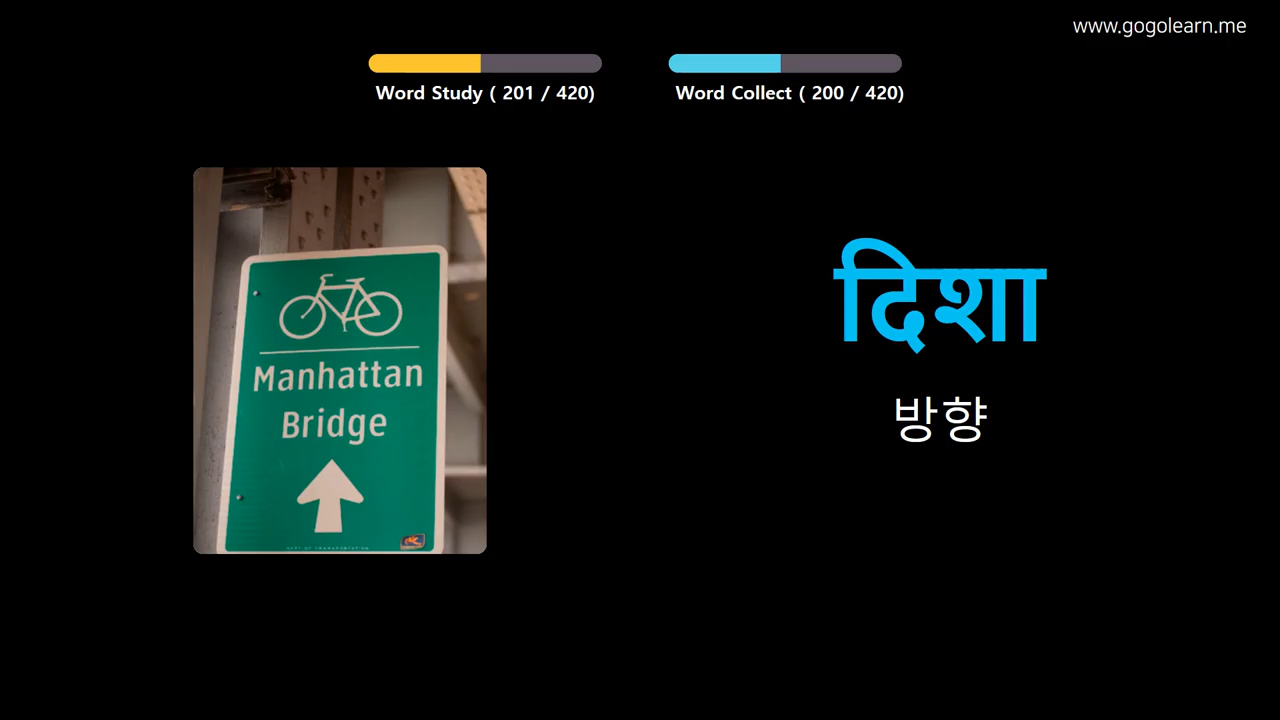 www.gogolearn.me
Word Study ( 201 / 420)
Word Collect ( 200 / 420)
Manhattan
Bridge
दिशा
방향